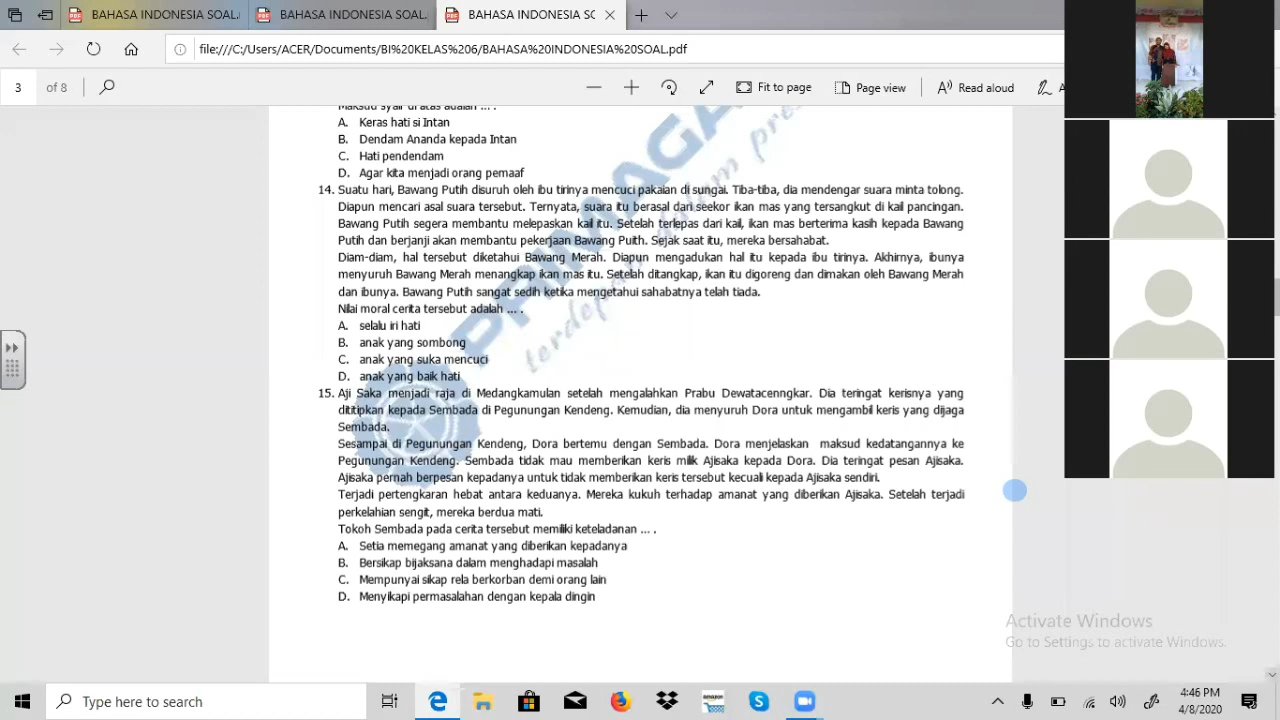 BAHASA INDONESIA SOAL.
BAHASA INDONESIA SOAL.
BAHASA INDONESIA SO
file:///C:/Users/ACER/Documents/BI%20KELAS%206/BAHASA%20INDONESIA%20SOAL.pdf
3 of 8
Fit to page
Page view
Read aloud
A
Maksud syair diatas adalah ... .
A. Keras hati si Intan
B. Dendam Ananda kepada Intan
C. Hati pendendam
D. Agar kita menjadi orang pemaaf
14. Suatu hari, Bawang Putih disuruh oleh ibu tirinya mencuci pakaian di sungai. Tiba-tiba, dia mendengar suara minta tolong.
Diapun mencari asal suara tersebut. Ternyata, suara itu berasal dari seekor ikan mas yang tersangkut di kail pancingan.
Bawang Putih segera membantu melepaskan kail itu. Setelah terlepas dari kail, ikan mas berterima kasih kepada Bawang
Putih dan berjanji akan membantu pekerjaan Bawang Puith. Sejak saat itu, mereka bersahabat.
Diam-diam, hal tersebut diketahui Bawang Merah. Diapun mengadukan hal itu kepada ibu tirinya. Akhirnya, ibunya
menyuruh Bawang Merah menangkap ikan mas itu. Setelah ditangkap, ikan itu digoreng dan dimakan oleh Bawang Merah
dan ibunya. Bawang Putih sangat sedih ketika mengetahui sahabatnya telah tiada.
Nilai moral cerita tersebut adalah ... .
A. selalu iri hati
B. anak yang sombong
C. anak yang suka mencuci
D. anak yang baik hati
15. Aji Saka menjadi raja di Medangkamulan setelah mengalahkan Prabu Dewatacenngkar. Dia teringat kerisnya yang
dititipkan kepada Sembada di Pegunungan Kendeng. Kemudian, dia menyuruh Dora untuk mengambil keris yang dijaga
Sembada.
Sesampai di Pegunungan Kendeng, Dora bertemu dengan Sembada. Dora menjelaskan maksud kedatangannya ke
Pegunungan Kendeng. Sembada tidak mau memberikan keris milik Ajisaka kepada Dora. Dia teringat pesan Ajisaka.
Ajisaka pernah berpesan kepadanya untuk tidak memberikan keris tersebut kecuali kepada Ajisaka sendiri.
Terjadi pertengkaran hebat antara keduanya. Mereka kukuh terhadap amanat yang diberikan Ajisaka. Setelah terjadi
perkelahian sengit, mereka berdua mati.
Tokoh Sembada pada cerita tersebut memiliki keteladanan ... .
A. Setia memegang amanat yang diberikan kepadanya
B. Bersikap bijaksana dalam menghadapi masalah
C. Mempunyai sikap rela berkorban demi orang lain
D. Menyikapi permasalahan dengan kepala dingin
PRIMAGA
terdepan dalam pres
Activate Windows
Go to Settings to activate Windows.
Type here to search
4:46 PM
4/8/2020